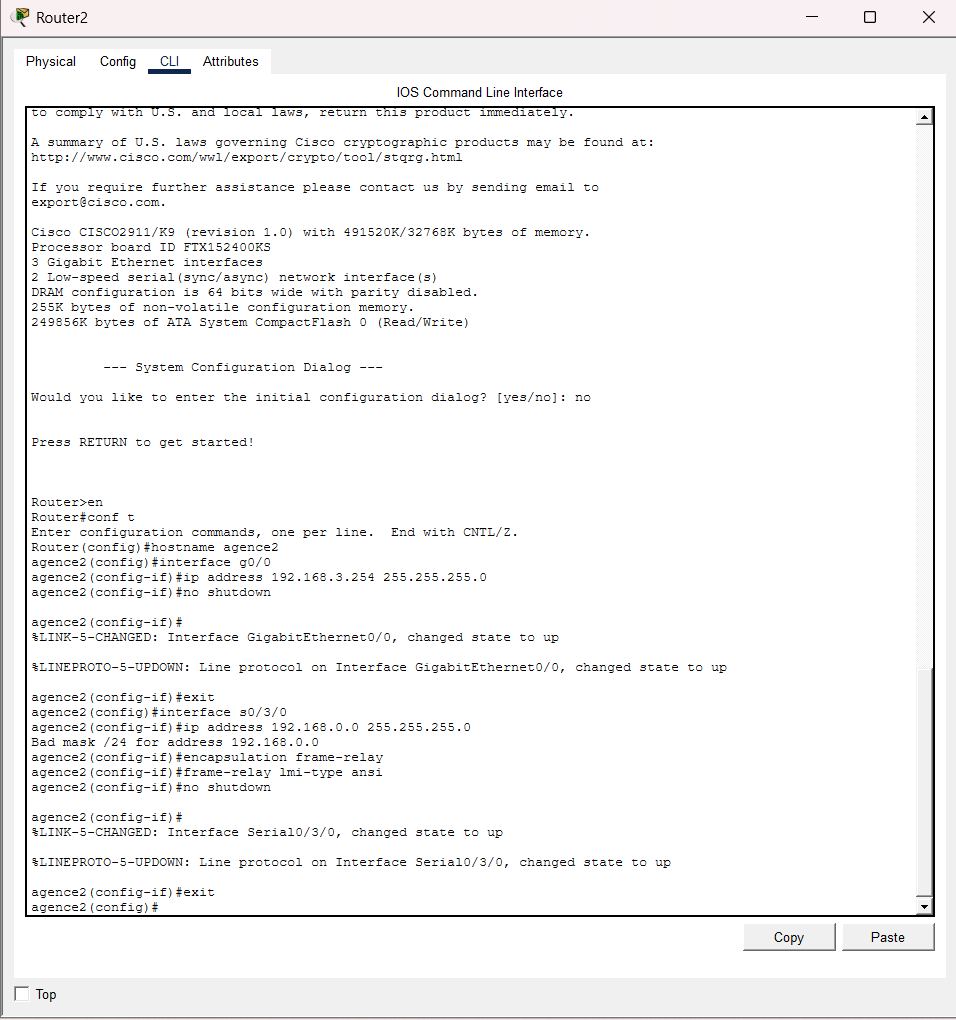 Router2
Physical Config CLI Attributes
IOS Command Line Interface
to comply with U.S. and local laws, return this product immediately.
A summary of U.S. laws governing Cisco cryptographic products may be found at:
http://www.cisco.com/wwl/export/crypto/tool/stqrg.html
If you require further assistance please contact us by sending email to
export@cisco.com.
Cisco CISCO2911/K9 (revision 1.0) with 491520K/32768K bytes of memory.
Processor board ID FTX152400KS
3 Gigabit Ethernet interfaces
2 Low-speed serial(sync/async) network interface(s)
DRAM configuration is 64 bits wide with parity disabled.
255K bytes of non-volatile configuration memory.
249856K bytes of ATA System CompactFlash 0 (Read/Write)
--- System Configuration Dialog ---
Would you like to enter the initial configuration dialog? [yes/no]: no
Press RETURN to get started!
Router>en
Router#conf t
Enter configuration commands, one per line.  End with CNTL/Z.
Router(config)#hostname agence2
agence2(config)#interface g0/0
agence2(config-if)#ip address 192.168.3.254 255.255.255.0
agence2(config-if)#no shutdown
agence2(config-if)#
%LINK-5-CHANGED: Interface GigabitEthernet0/0, changed state to up
%LINEPROTO-5-UPDOWN: Line protocol on Interface GigabitEthernet0/0, changed state to up
agence2(config-if)#exit
agence2(config)#interface s0/3/0
agence2(config-if)#ip address 192.168.0.0 255.255.255.0
Bad mask /24 for address 192.168.0.0
agence2(config-if)#encapsulation frame-relay
agence2(config-if)#frame-relay lmi-type ansi
agence2(config-if)#no shutdown
agence2(config-if)#
%LINK-5-CHANGED: Interface Serial0/3/0, changed state to up
%LINEPROTO-5-UPDOWN: Line protocol on Interface Serial0/3/0, changed state to up
agence2(config-if)#exit
agence2(config)#
Copy Paste
Top